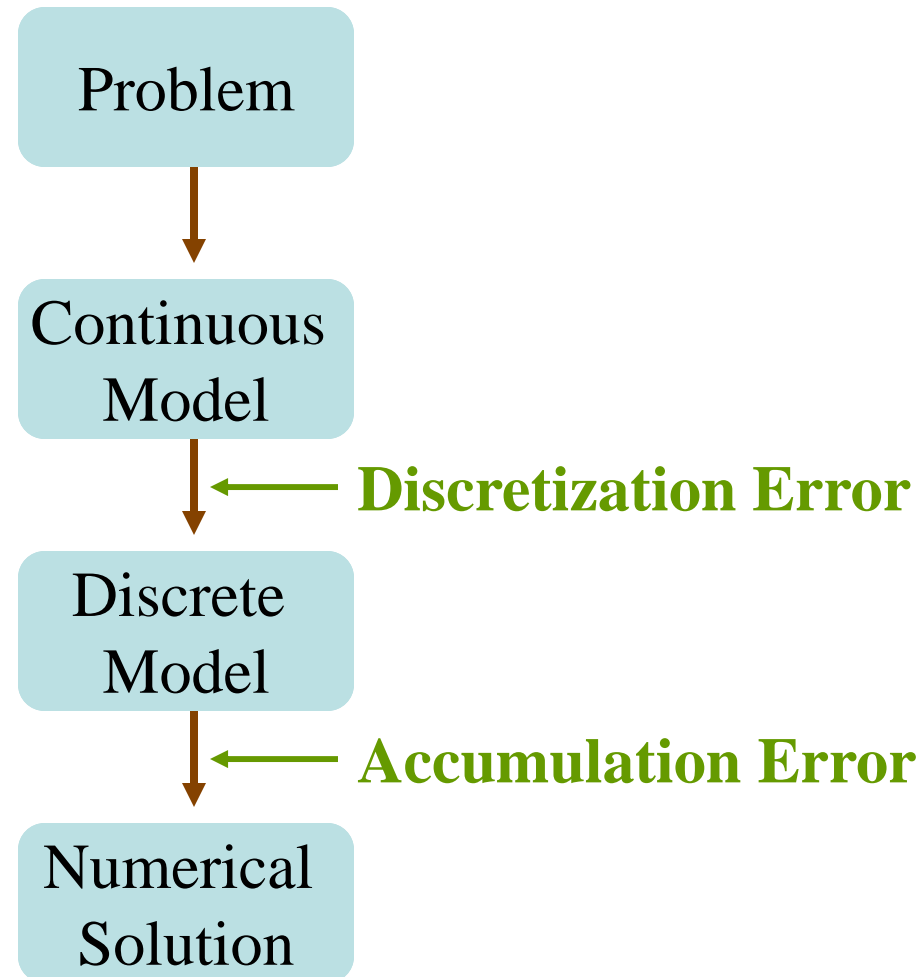 Problem
Continuous
Model
Discretization Error
Discrete
Model
Accumulation Error
Numerical
Solution